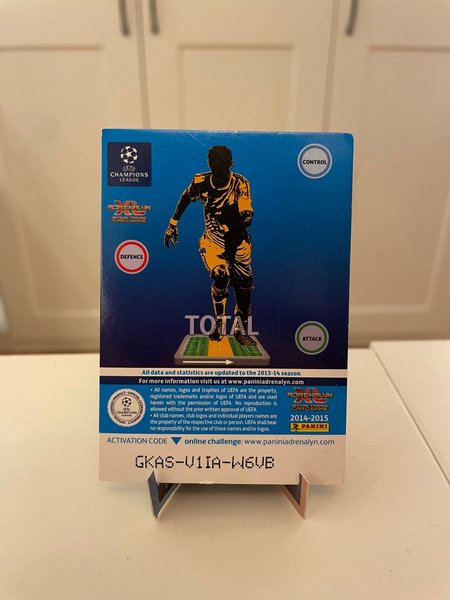 UEFA
CHAMPIONS
LEAGUE
CONTROL
ADRENALYN
XL
DEFENCE
TOTAL
ATTACK
All data and statistics are updated to the 2013-14 season
For more information visit us at www.paniniadrenalyn.com
• All names, logos and trophies of UEFA are the property,
registered trademarks and/or logos of UEFA and are used
herein with the permission of UEFA. No reproduction is
allowed without the prior written approval of UEFA.
• All club names, club logos and individual players names are
the property of the respective club or person. UEFA shall bear
no responsibility for the use of these names and/or logos.
CHAMPIONS
LEAGUE
ADRENALYN
XL
2014-2015
PANINI
ACTIVATION CODE online challenge: www.paniniadrenalyn.com
GKAS-V1IA-W6VB